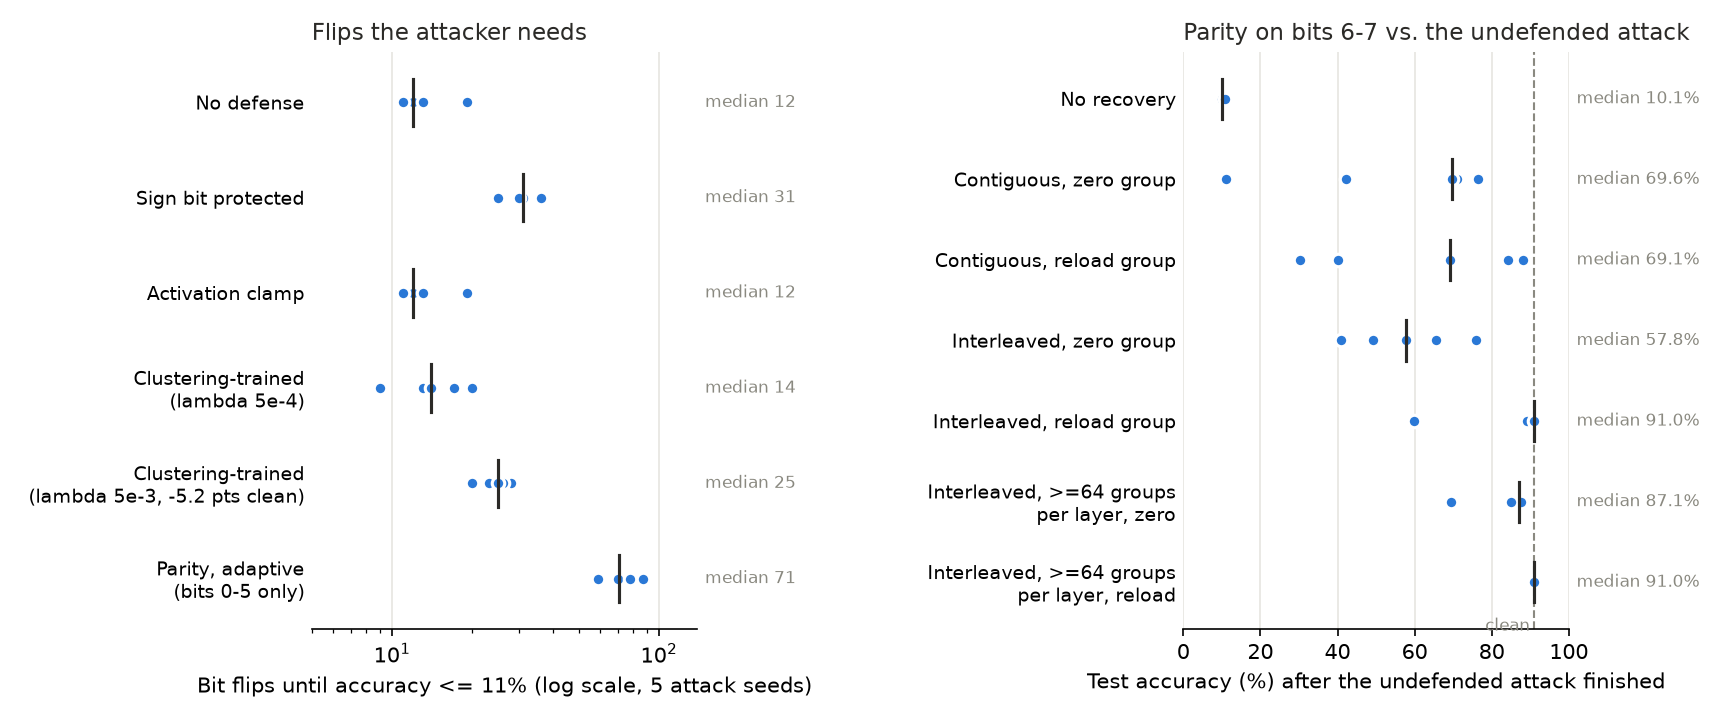 Flips the attacker needs
No defense
median 12
Sign bit protected
median 31
Activation clamp
median 12
Clustering-trained
(lambda 5e-4)
median 14
Clustering-trained
(lambda 5e-3, -5.2 pts clean)
median 25
Parity, adaptive
(bits 0-5 only)
median 71
10¹ 10²
Bit flips until accuracy <= 11% (log scale, 5 attack seeds)
Parity on bits 6-7 vs. the undefended attack
No recovery
median 10.1%
Contiguous, zero group
median 69.6%
Contiguous, reload group
median 69.1%
Interleaved, zero group
median 57.8%
Interleaved, reload group
median 91.0%
Interleaved, >=64 groups
per layer, zero
median 87.1%
Interleaved, >=64 groups
per layer, reload
median 91.0%
clean
0 20 40 60 80 100
Test accuracy (%) after the undefended attack finished